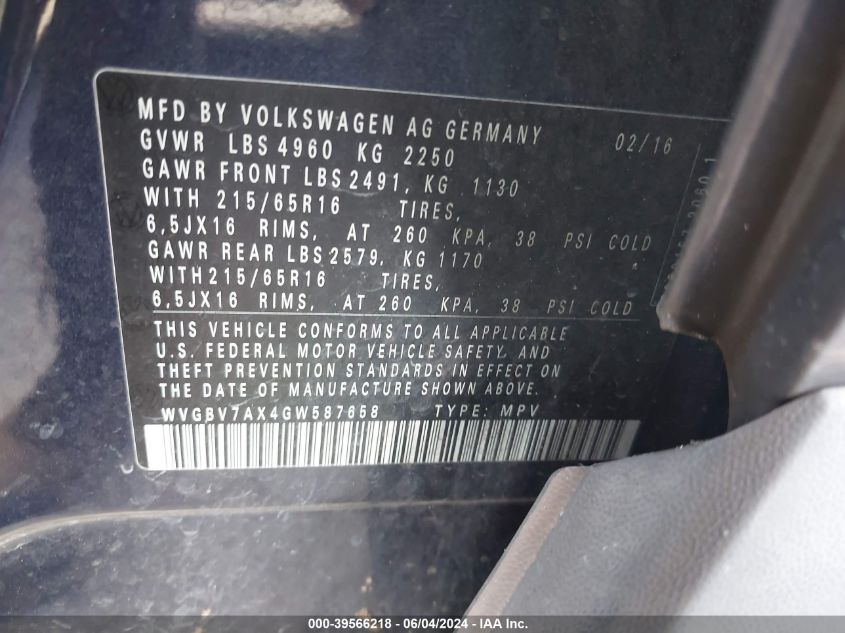 MFD BY VOLKSWAGEN AG GERMANY 02/16
GVWR LBS 4960 KG 2250
GAWR FRONT LBS 2491, KG 1130
WITH 215/65R16 TIRES,
6,5JX16 RIMS, AT 260 KPA, 38 PSI COLD
GAWR REAR LBS 2579, KG 1170
WITH 215/65R16 TIRES,
6,5JX16 RIMS, AT 260 KPA, 38 PSI COLD
THIS VEHICLE CONFORMS TO ALL APPLICABLE
U.S. FEDERAL MOTOR VEHICLE SAFETY, AND
THEFT PREVENTION STANDARDS IN EFFECT ON
THE DATE OF MANUFACTURE SHOWN ABOVE.
WVGBV7AX4GW587658 TYPE: MPV
000-39566218 - 06/04/2024 - IAA Inc.